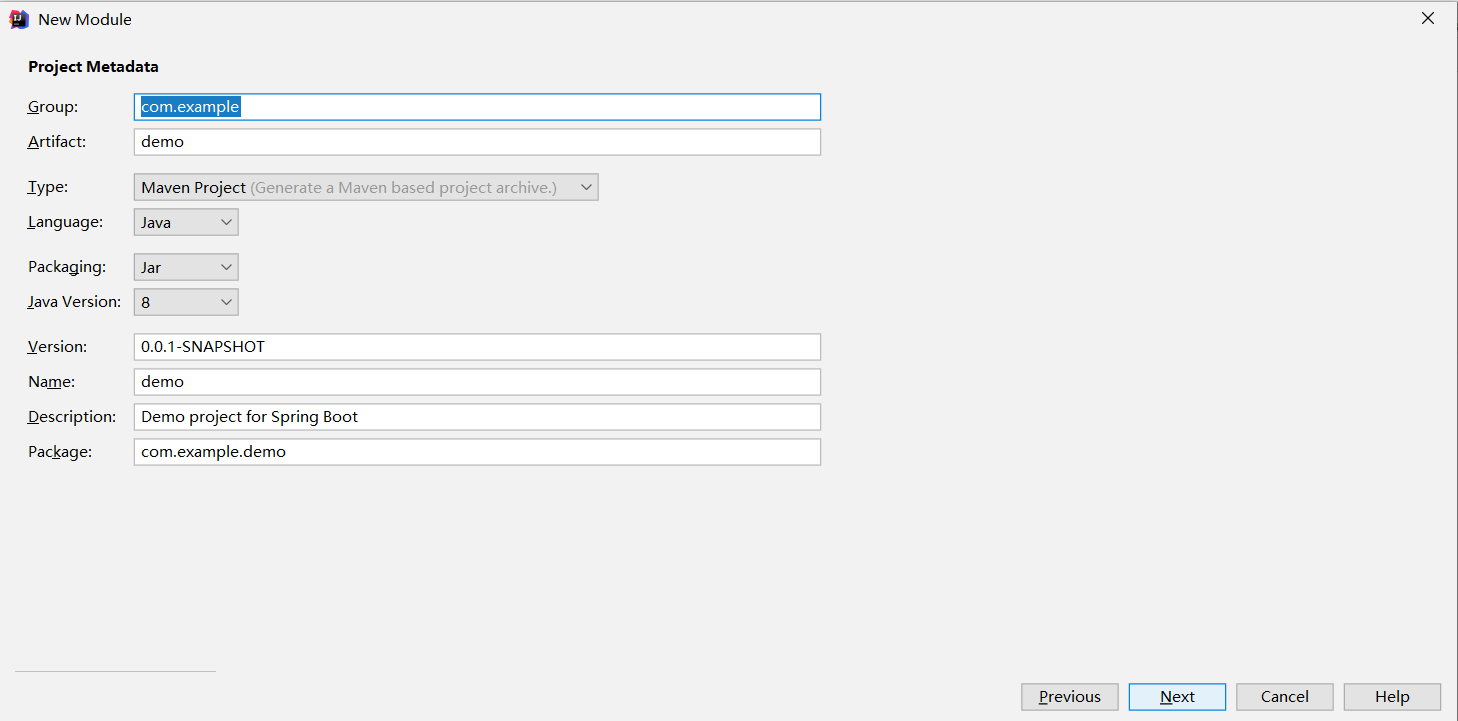 New Module
Project Metadata
Group: com.example
Artifact: demo
Type: Maven Project (Generate a Maven based project archive.)
Language: Java
Packaging: Jar
Java Version: 8
Version: 0.0.1-SNAPSHOT
Name: demo
Description: Demo project for Spring Boot
Package: com.example.demo
Previous Next Cancel Help